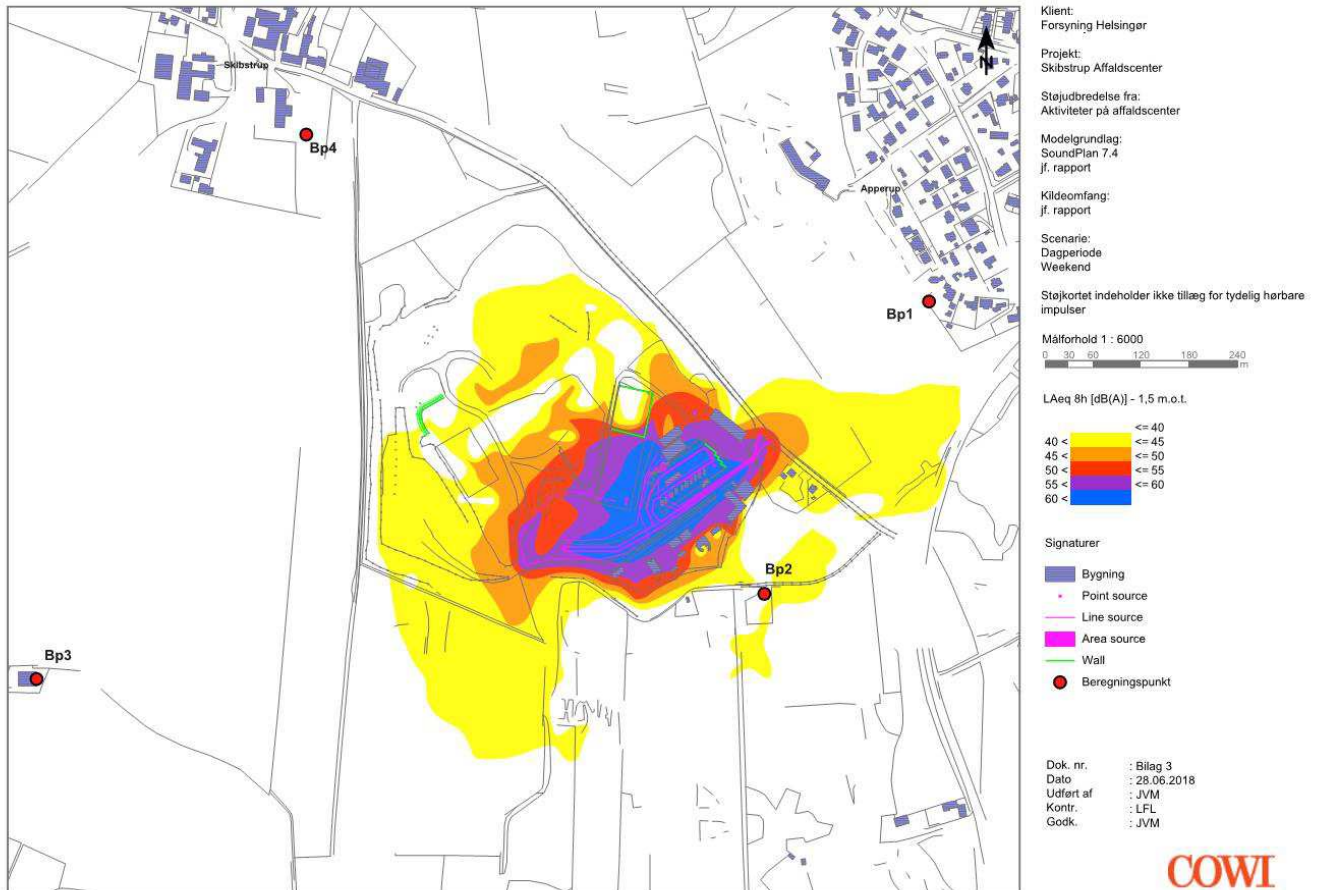 Klient:
Forsyning Helsingør
Projekt:
Skibstrup Affaldscenter
Støjudbredelse fra:
Aktiviteter på affaldscenter
Modelgrundlag:
SoundPlan 7.4
jf. rapport
Kildeomfang:
jf. rapport
Scenarie:
Dagperiode
Weekend
Støjkortet indeholder ikke tillæg for tydelig hørbare
impulser
Målforhold 1 : 6000
0 30 60 120 180 240
m
LAeq 8h [dB(A)] - 1,5 m.o.t.
<= 40
40 < <= 45
45 < <= 50
50 < <= 55
55 < <= 60
60 <
Signaturer
Bygning
Point source
Line source
Area source
Wall
Beregningspunkt
Dok. nr. : Bilag 3
Dato : 28.06.2018
Udført af : JVM
Kontr. : LFL
Godk. : JVM
COWI
N
Skibstrup
Bp4
Apperup
Bp1
Bp2
Bp3